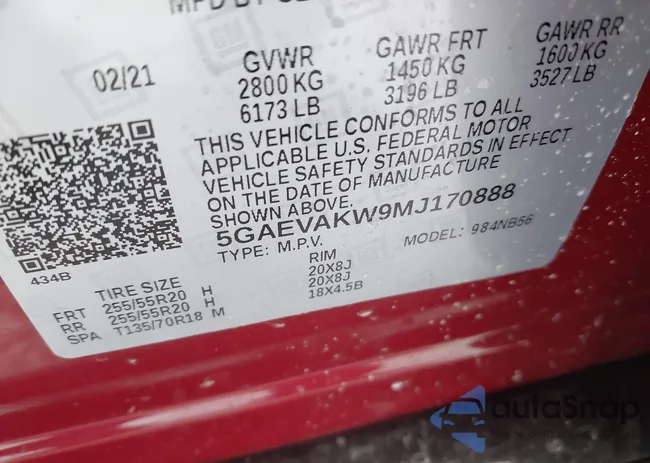 MFD BY GE
02/21
GVWR
2800 KG
6173 LB
GAWR FRT
1450 KG
3196 LB
GAWR RR
1600 KG
3527 LB
THIS VEHICLE CONFORMS TO ALL
APPLICABLE U.S. FEDERAL MOTOR
VEHICLE SAFETY STANDARDS IN EFFECT
ON THE DATE OF MANUFACTURE
SHOWN ABOVE.
5GAEVAKW9MJ170888
TYPE: M.P.V. MODEL: 984NB56
434B
TIRE SIZE RIM
FRT 255/55R20 H 20X8J
RR 255/55R20 H 20X8J
SPA T135/70R18 M 18X4.5B
autoSnap